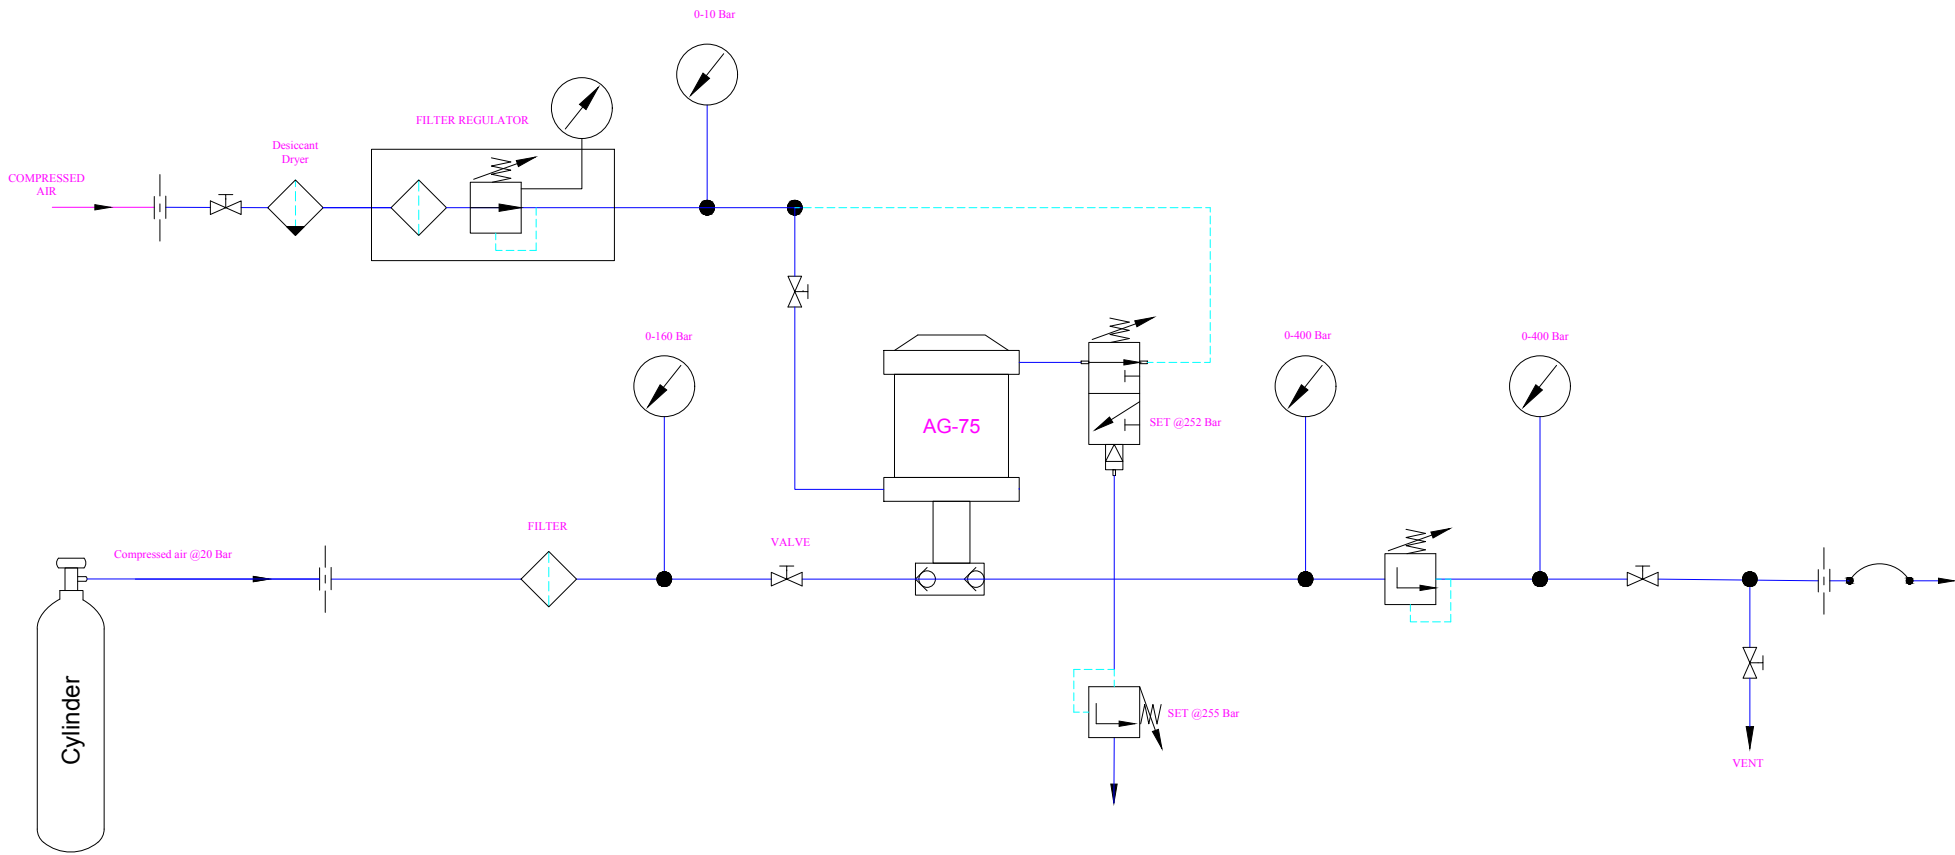 0-10 Bar
FILTER REGULATOR
Desiccant
Dryer
COMPRESSED
AIR
0-160 Bar
0-400 Bar
0-400 Bar
AG-75
SET @252 Bar
FILTER
VALVE
Compressed air @20 Bar
Cylinder
SET @255 Bar
VENT